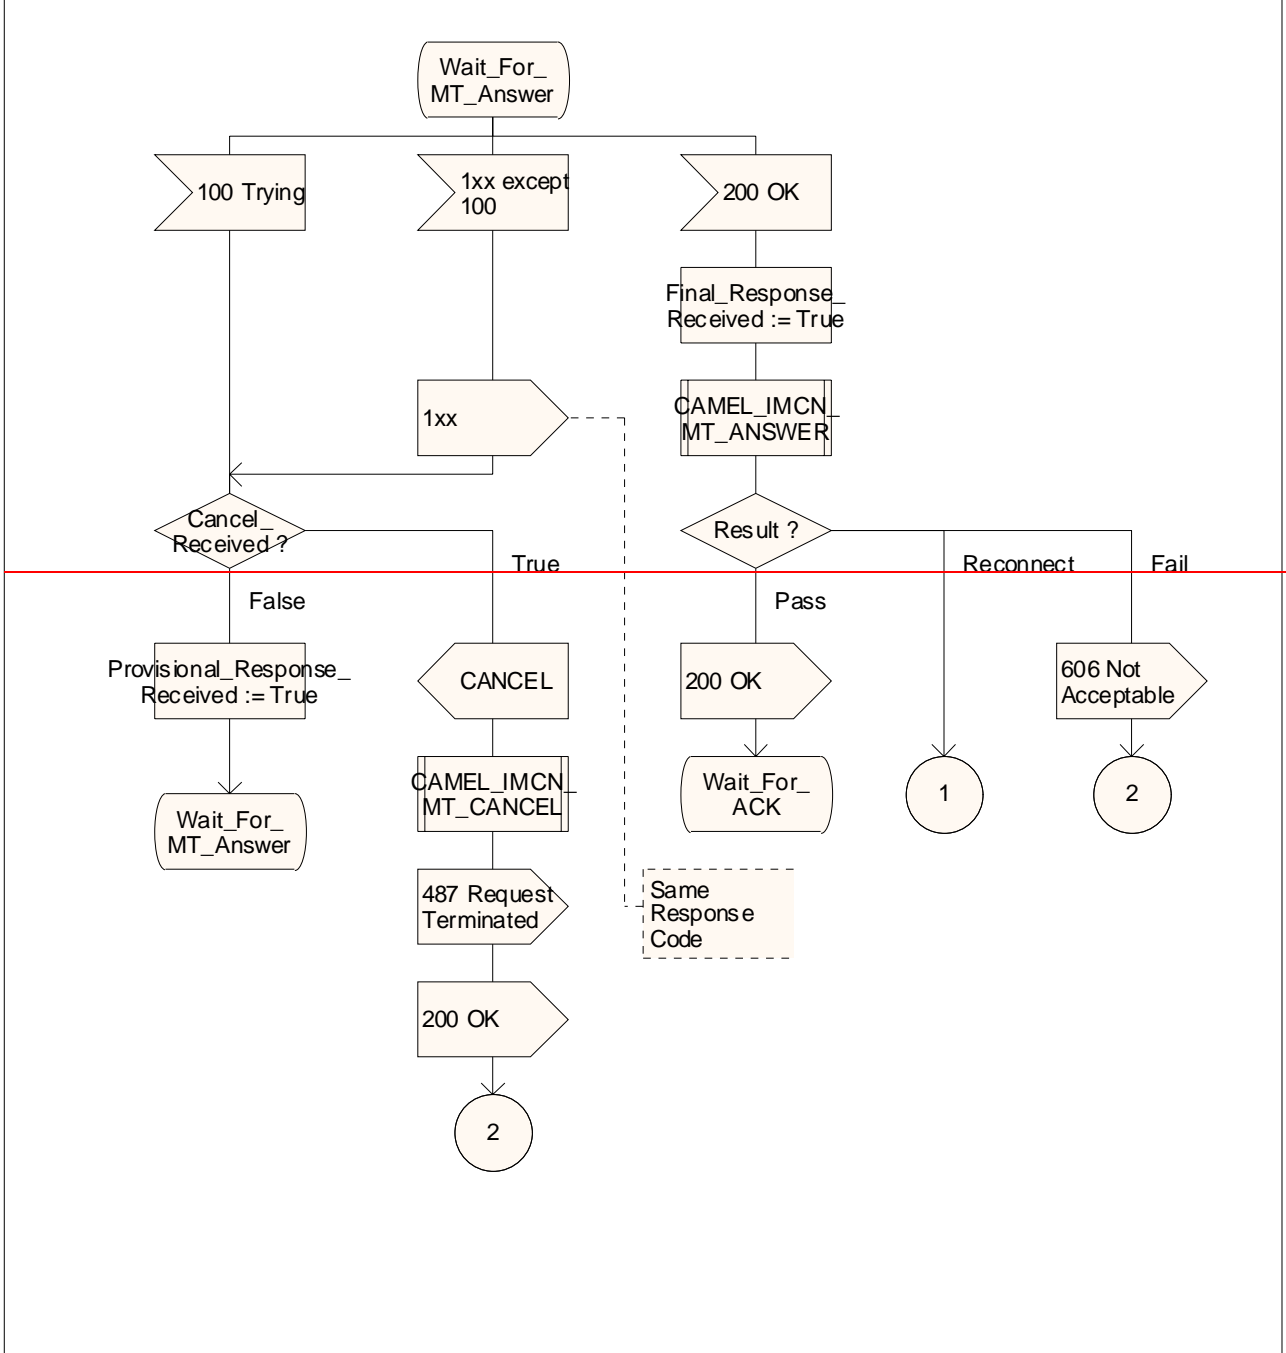 Wait_For_
MT_Answer
100 Trying
1xx except
100
200 OK
Final_Response_
Received := True
1xx
CAMEL_IMCN_
MT_ANSWER
Cancel_
Received ?
Result ?
True
Reconnect
Fail
False
Pass
Provisional_Response_
Received := True
CANCEL
200 OK
606 Not
Acceptable
CAMEL_IMCN_
MT_CANCEL
Wait_For_
ACK
1
2
Wait_For_
MT_Answer
487 Request
Terminated
Same
Response
Code
200 OK
2